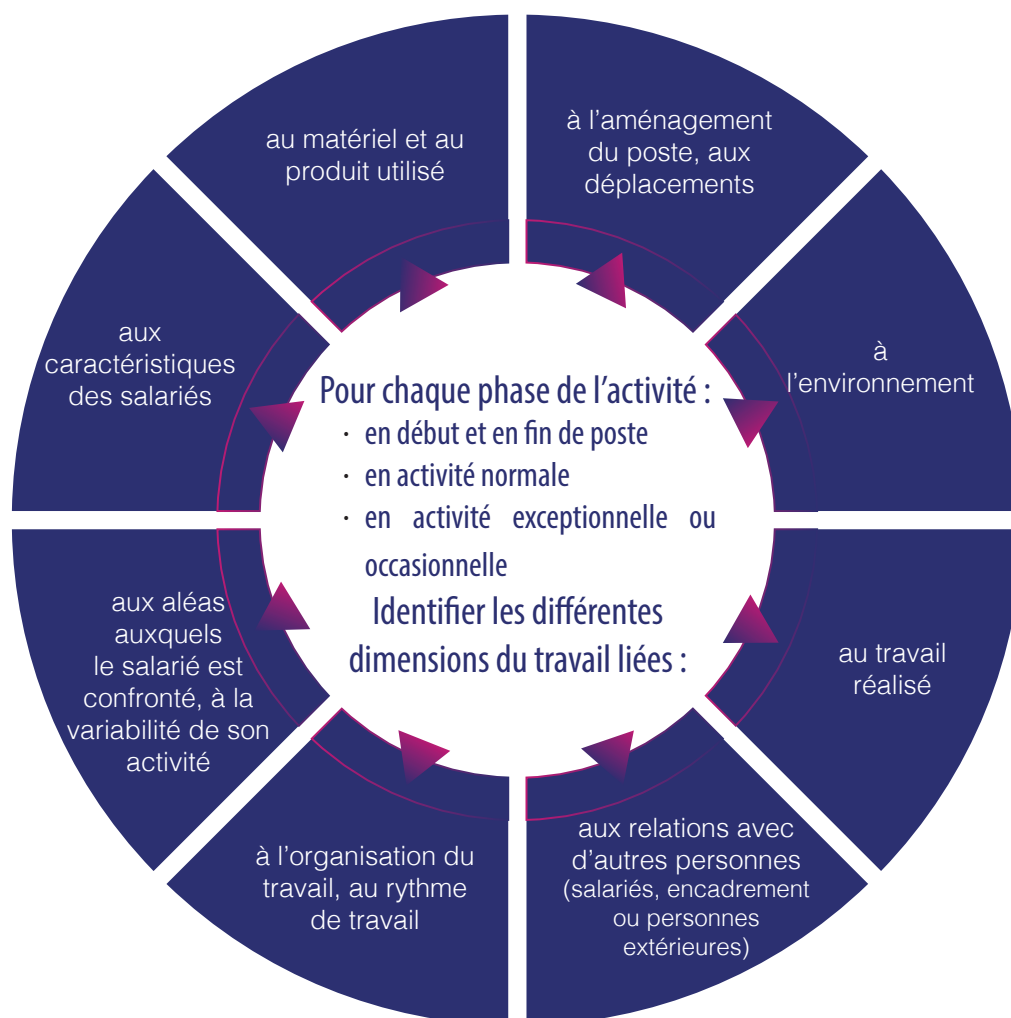 au matériel et au
produit utilisé
à l’aménagement
du poste, aux
déplacements
aux
caractéristiques
des salariés
à
l’environnement
Pour chaque phase de l’activité :
· en début et en fin de poste
· en activité normale
· en activité exceptionnelle ou
occasionnelle
Identifier les différentes
dimensions du travail liées :
aux aléas
auxquels
le salarié est
confronté, à la
variabilité de son
activité
au travail
réalisé
à l’organisation du
travail, au rythme
de travail
aux relations avec
d’autres personnes
(salariés, encadrement
ou personnes
extérieures)